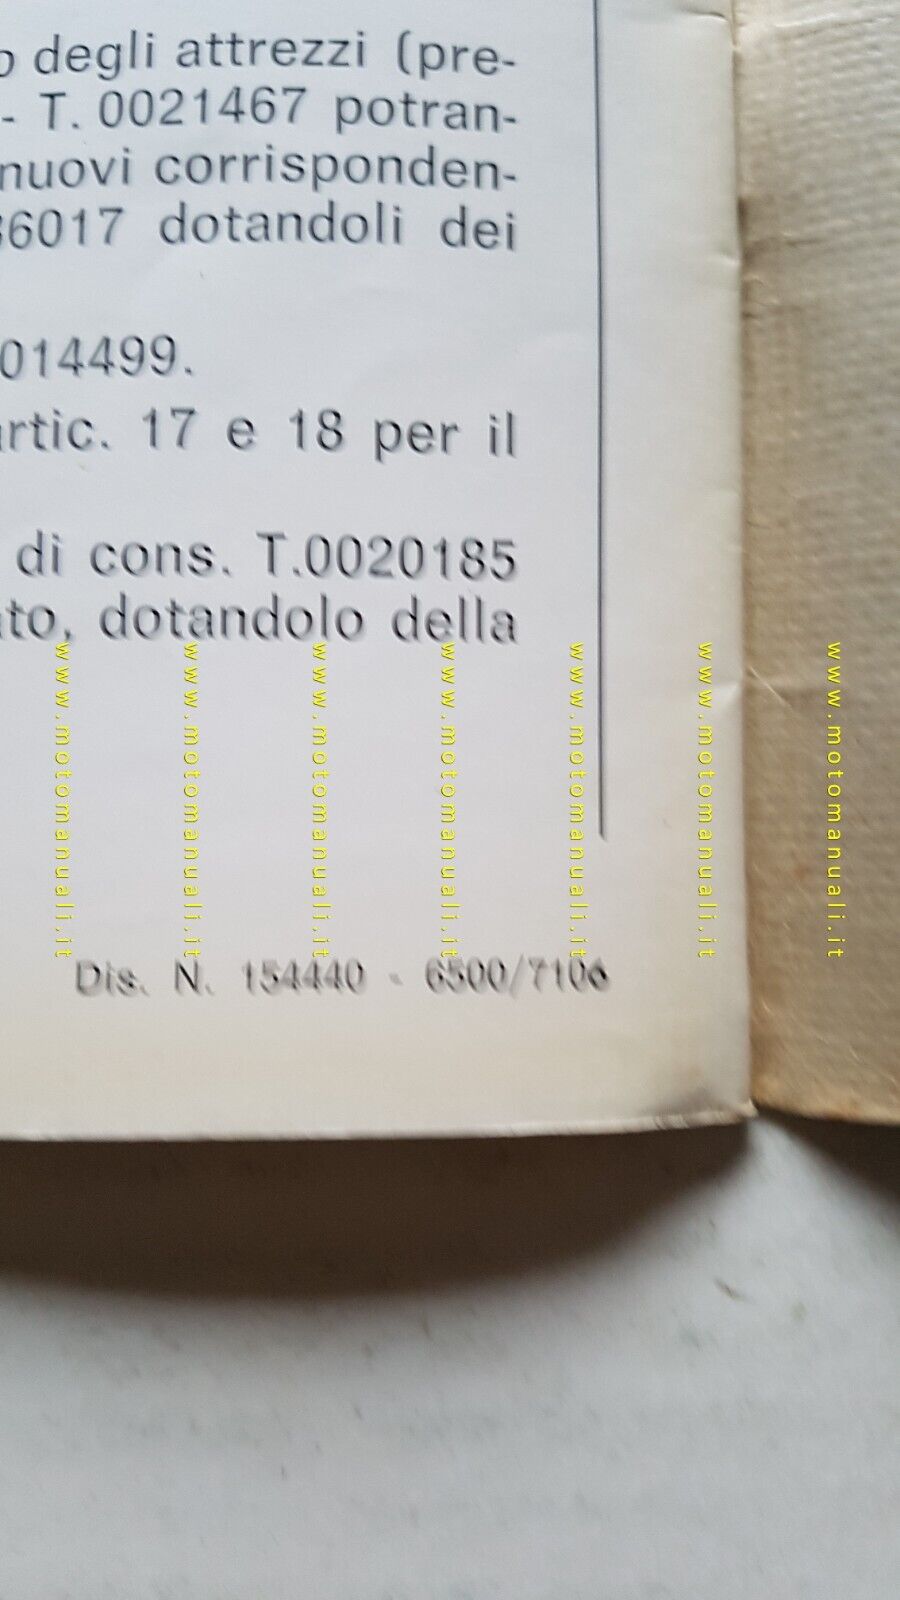 degli attrezzi (pre-
- T. 0021467 potran-
nuovi corrisponden-
36017 dotandoli dei
014499.
artic. 17 e 18 per il
di cons. T.0020185
ato, dotandolo della
www.motomanuali.it www.motomanuali.it www.motomanuali.it www.motomanuali.it www.motomanuali.it www.motomanuali.it www.motomanuali.it
Dis. N. 154440 - 6500/7106